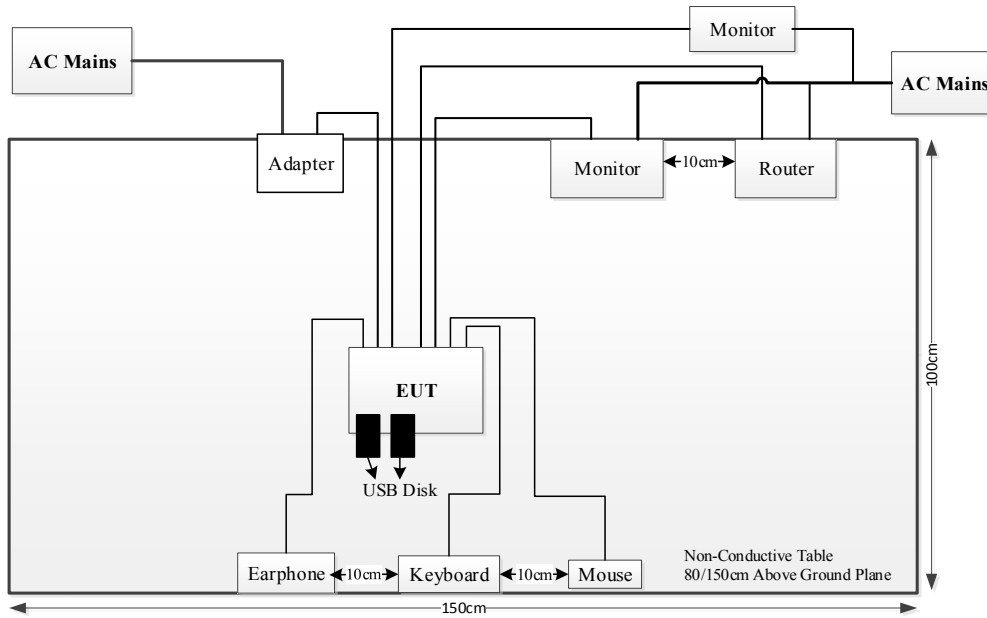 Monitor
AC Mains
AC Mains
Adapter
Monitor
10cm
Router
EUT
USB Disk
100cm
Non-Conductive Table
80/150cm Above Ground Plane
Earphone
10cm
Keyboard
10cm
Mouse
150cm